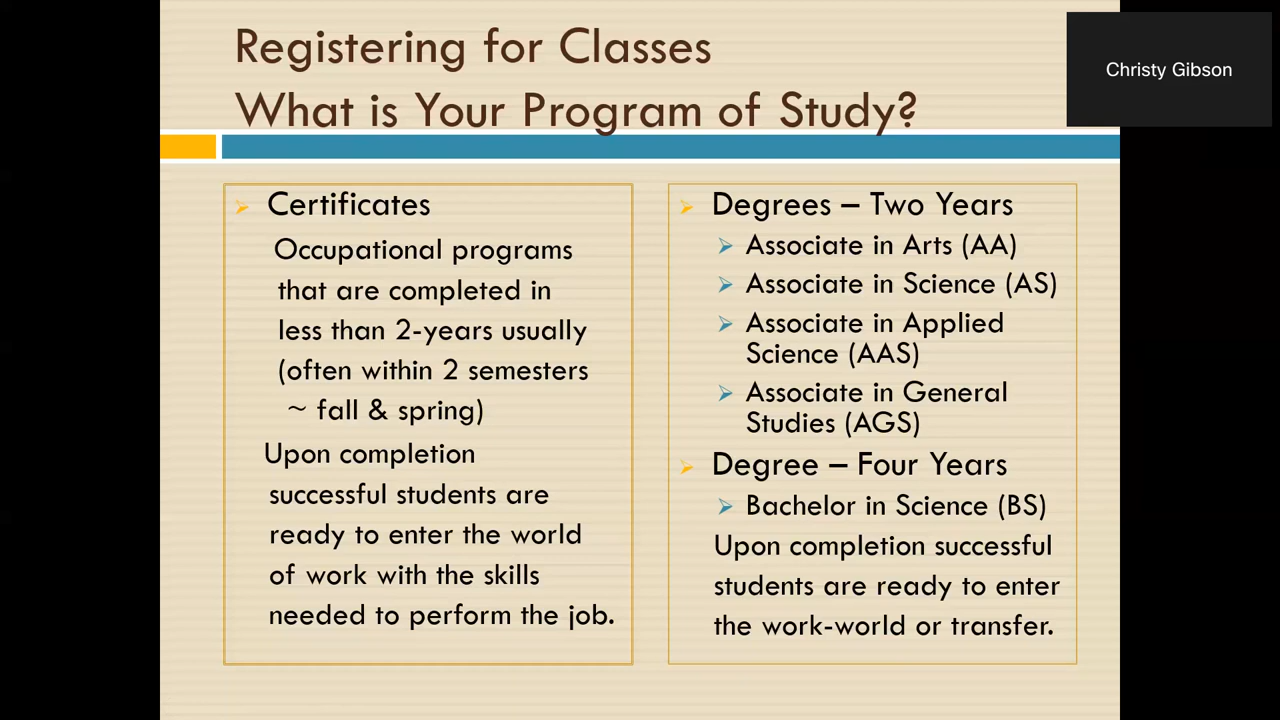 Registering for Classes
What is Your Program of Study?
Christy Gibson
Certificates
Occupational programs
that are completed in
less than 2-years usually
(often within 2 semesters
~ fall & spring)
Upon completion
successful students are
ready to enter the world
of work with the skills
needed to perform the job.
Degrees – Two Years
Associate in Arts (AA)
Associate in Science (AS)
Associate in Applied
Science (AAS)
Associate in General
Studies (AGS)
Degree – Four Years
Bachelor in Science (BS)
Upon completion successful
students are ready to enter
the work-world or transfer.